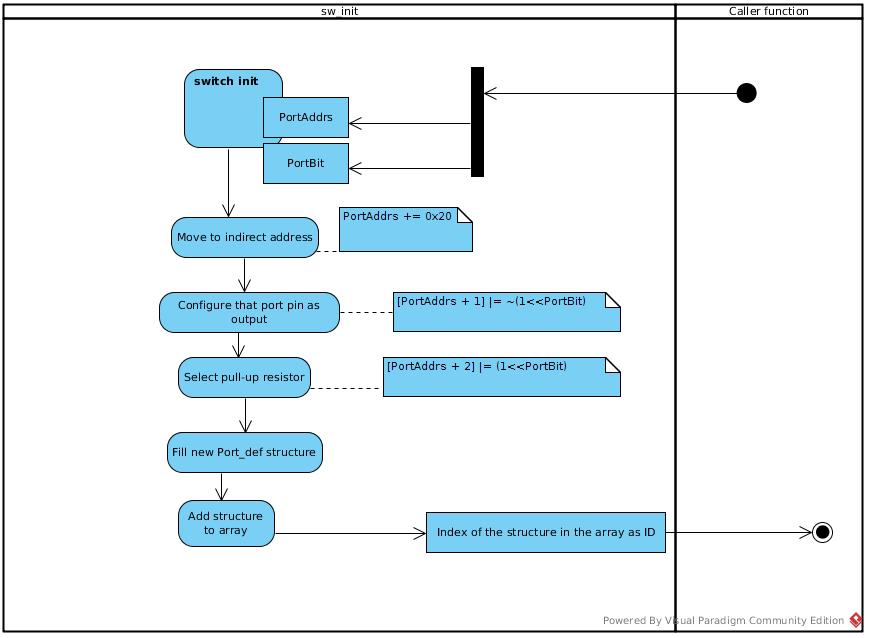 sw_init
Caller function
switch init
PortAddrs
PortBit
Move to indirect address
PortAddrs += 0x20
Configure that port pin as
output
[PortAddrs + 1] |= ~(1<<PortBit)
Select pull-up resistor
[PortAddrs + 2] |= (1<<PortBit)
Fill new Port_def structure
Add structure
to array
Index of the structure in the array as ID
Powered By Visual Paradigm Community Edition